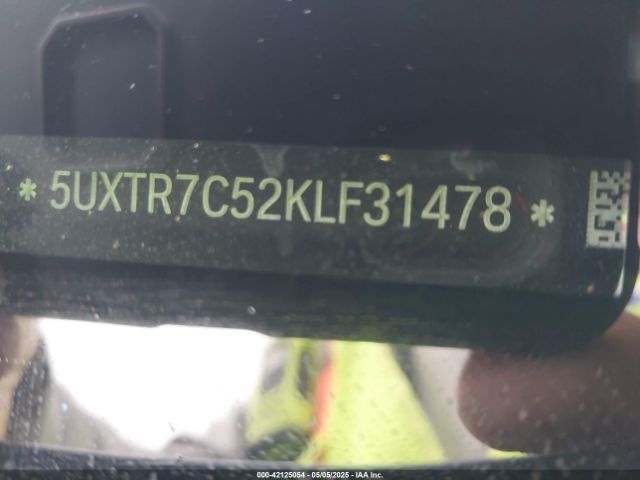 * 5UXTR7C52KLF31478 *
000-42125054 - 05/05/2025 - IAA Inc.